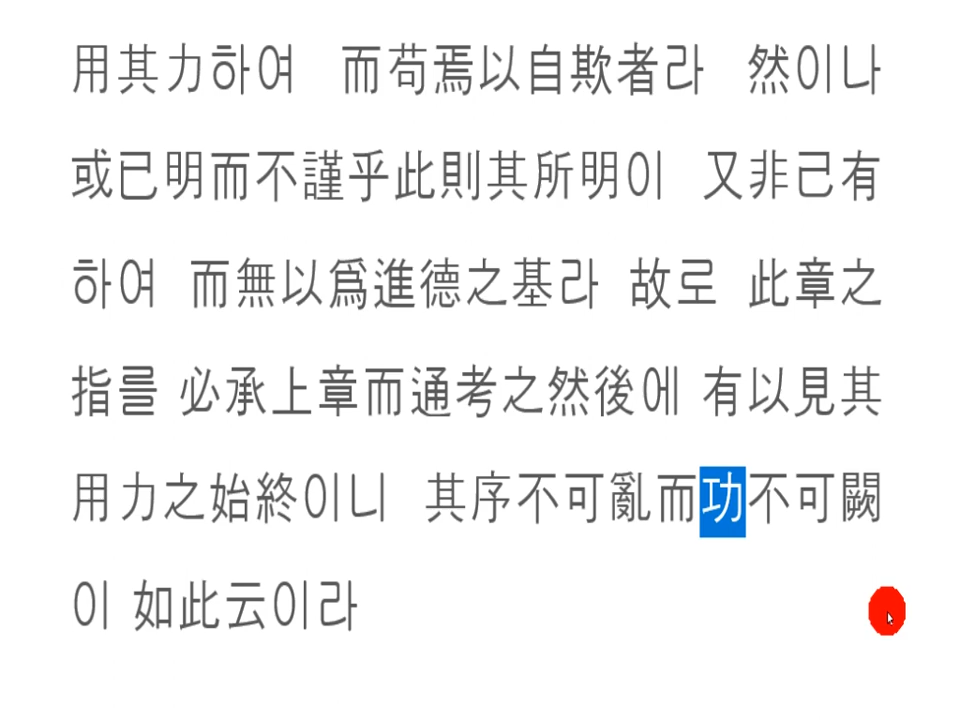 用其力하여 而苟焉以自欺者라 然이나
或已明而不謹乎此則其所明이 又非己有
하여 而無以爲進德之基라 故로 此章之
指를 必承上章而通考之然後에 有以見其
用力之始終이니 其序不可亂而功不可闕
이 如此云이라